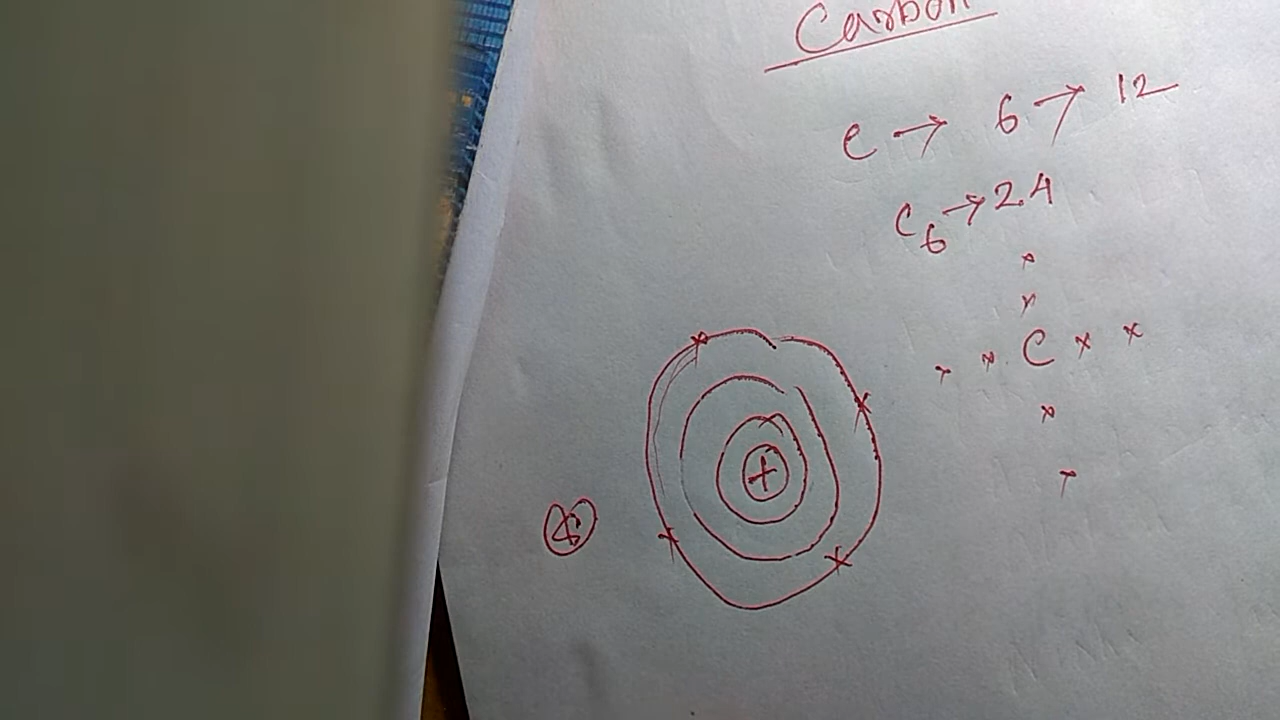 Carbon
C → 6 → 12
C6 → 2.4
x
x
x x C x x
x
x
+